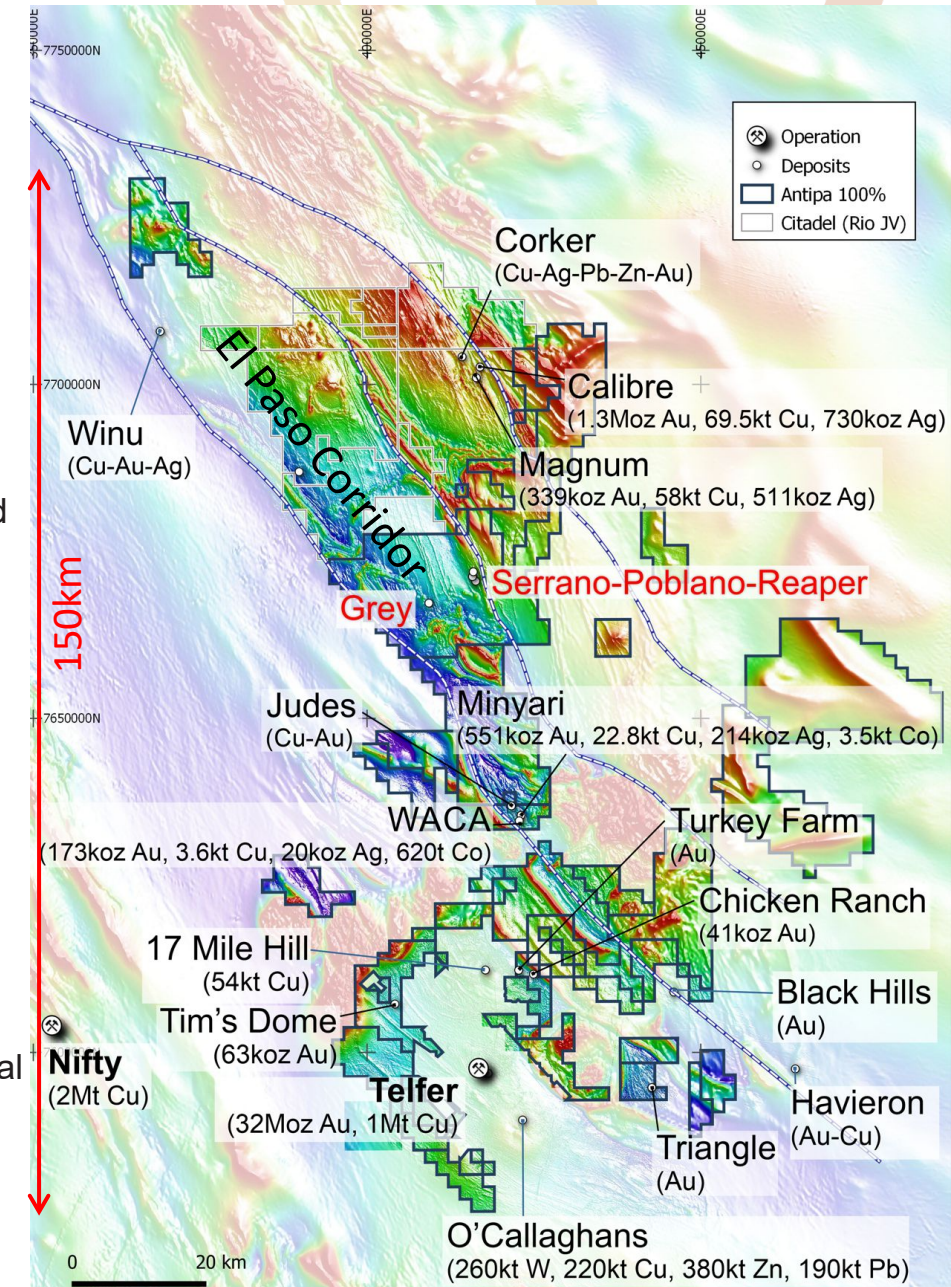 400000E
450000E
7750000N
Operation
Deposits
Antipa 100%
Citadel (Rio JV)
Corker
(Cu-Ag-Pb-Zn-Au)
7700000N
El Paso Corridor
Calibre
(1.3Moz Au, 69.5kt Cu, 730koz Ag)
Winu
(Cu-Au-Ag)
Magnum
(339koz Au, 58kt Cu, 511koz Ag)
d
Serrano-Poblano-Reaper
Grey
150km
7650000N
Judes
(Cu-Au)
Minyari
(551koz Au, 22.8kt Cu, 214koz Ag, 3.5kt Co)
WACA
(173koz Au, 3.6kt Cu, 20koz Ag, 620t Co)
Turkey Farm
(Au)
Chicken Ranch
(41koz Au)
17 Mile Hill
(54kt Cu)
Black Hills
(Au)
Tim's Dome
(63koz Au)
al
Nifty
(2Mt Cu)
Telfer
(32Moz Au, 1Mt Cu)
Havieron
(Au-Cu)
Triangle
(Au)
O'Callaghans
(260kt W, 220kt Cu, 380kt Zn, 190kt Pb)
0 20 km